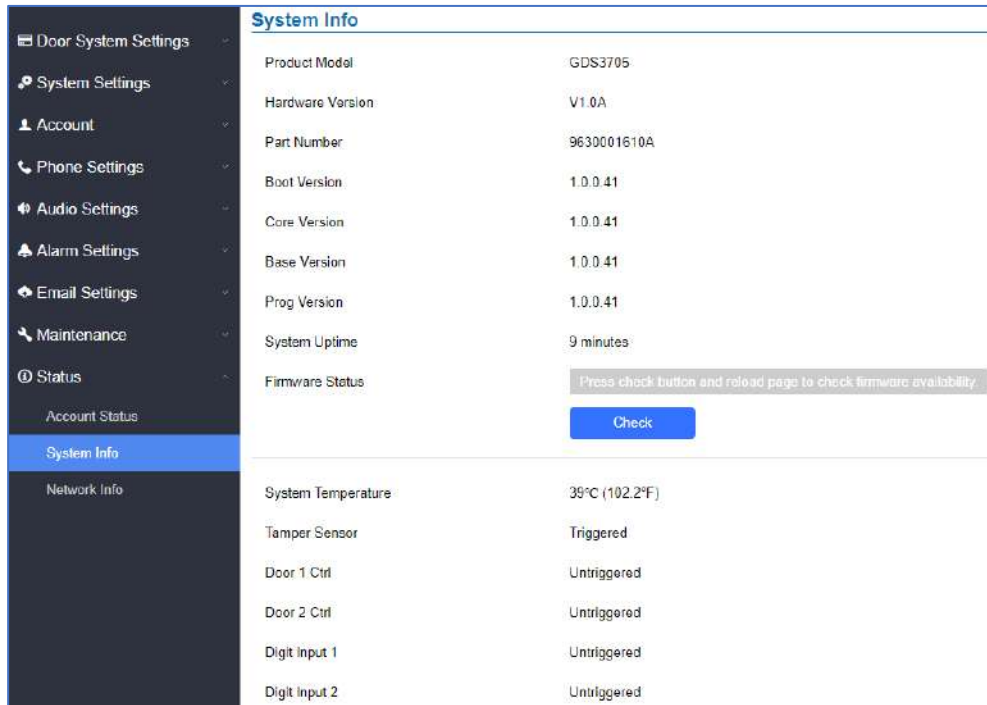 System Info
Door System Settings
System Settings
Account
Phone Settings
Audio Settings
Alarm Settings
Email Settings
Maintenance
Status
Account Status
System Info
Network Info
Product Model GDS3705
Hardware Version V1.0A
Part Number 9630001610A
Boot Version 1.0.0.41
Core Version 1.0.0.41
Base Version 1.0.0.41
Prog Version 1.0.0.41
System Uptime 9 minutes
Firmware Status Press check button and reload page to check firmware availability.
Check
System Temperature 39°C (102.2°F)
Tamper Sensor Triggered
Door 1 Ctrl Untriggered
Door 2 Ctrl Untriggered
Digit Input 1 Untriggered
Digit Input 2 Untriggered